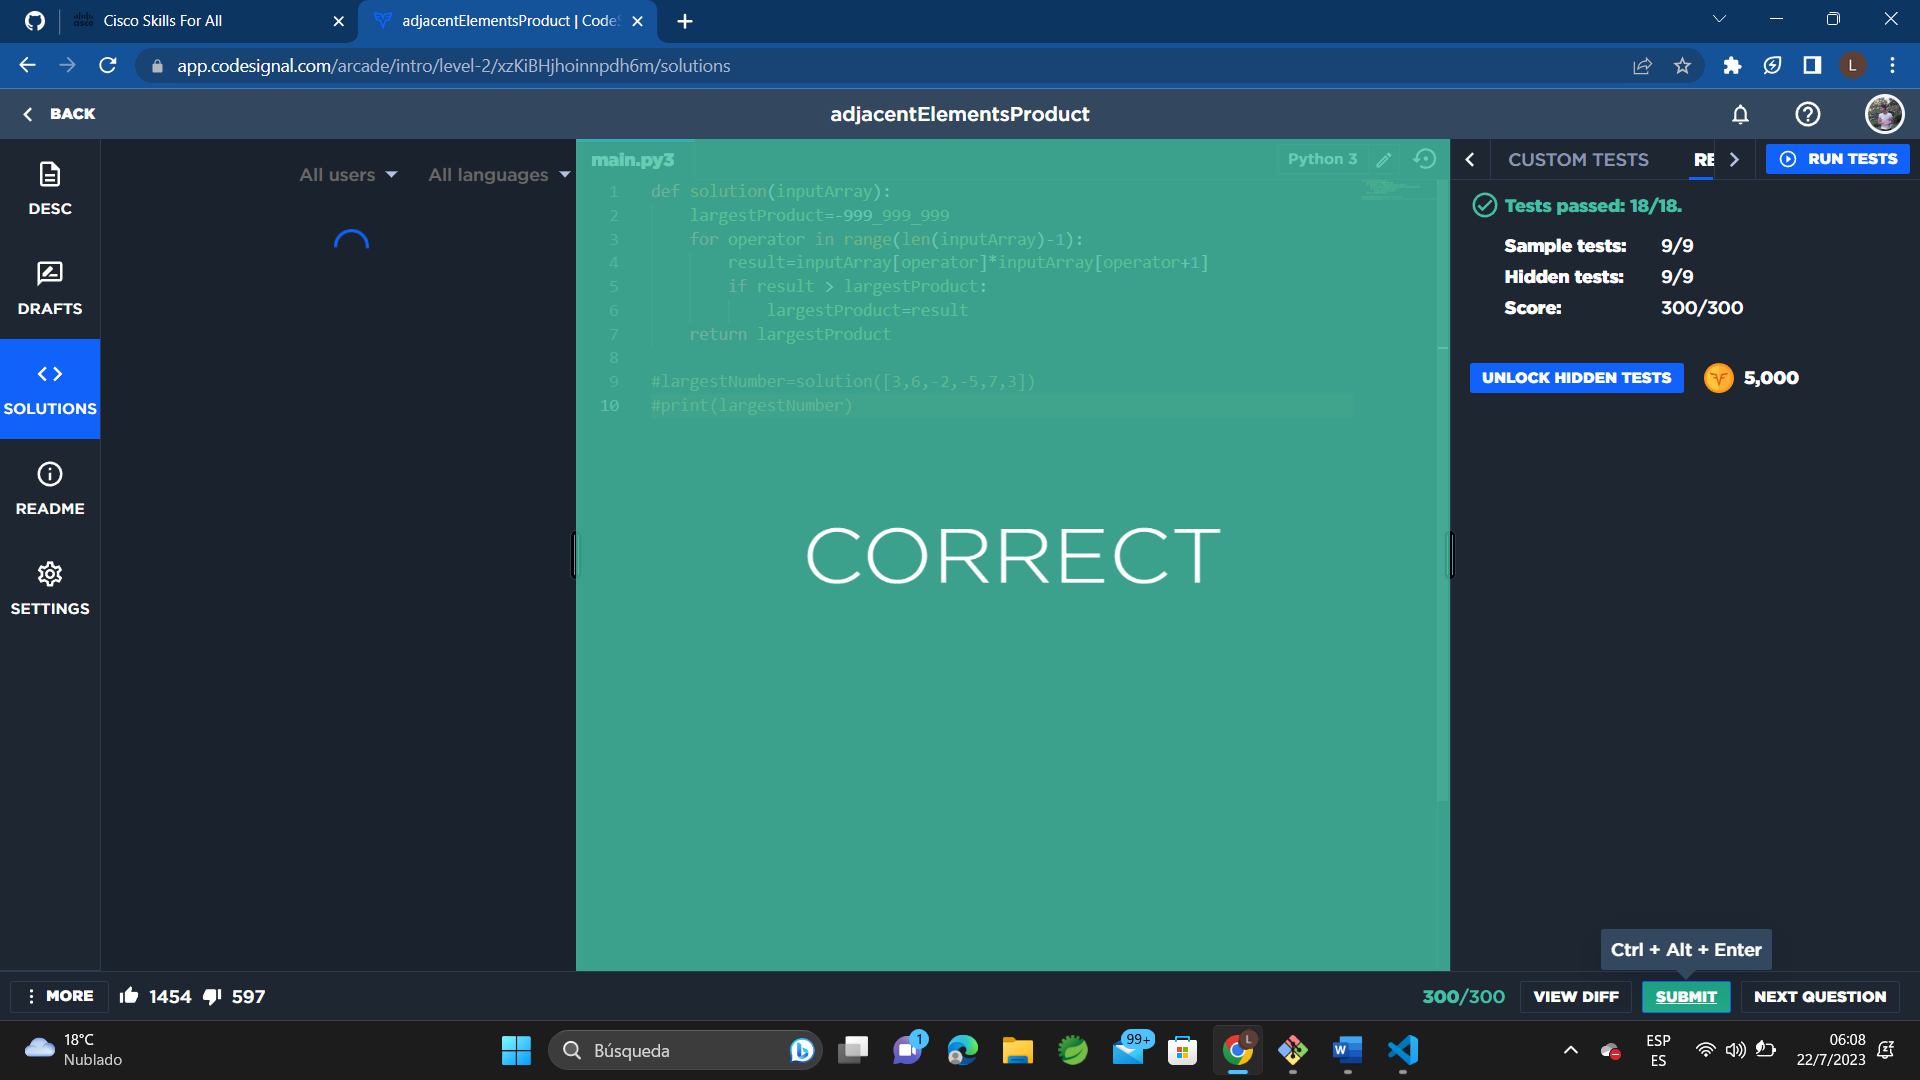 Cisco Skills For All
adjacentElementsProduct | Code
app.codesignal.com/arcade/intro/level-2/xzKiBHjhoinnpdh6m/solutions
L
BACK
adjacentElementsProduct
DESC
DRAFTS
SOLUTIONS
README
SETTINGS
All users
All languages
main.py3
Python 3
1 def solution(inputArray):
2 largestProduct=-999_999_999
3 for operator in range(len(inputArray)-1):
4 result=inputArray[operator]*inputArray[operator+1]
5 if result > largestProduct:
6 largestProduct=result
7 return largestProduct
8
9 #largestNumber=solution([3,6,-2,-5,7,3])
10 #print(largestNumber)
CORRECT
CUSTOM TESTS
RE
RUN TESTS
Tests passed: 18/18.
Sample tests: 9/9
Hidden tests: 9/9
Score: 300/300
UNLOCK HIDDEN TESTS
5,000
Ctrl + Alt + Enter
MORE
1454
597
300/300
VIEW DIFF
SUBMIT
NEXT QUESTION
18°C
Nublado
Búsqueda
1
99+
L
ESP
ES
06:08
22/7/2023